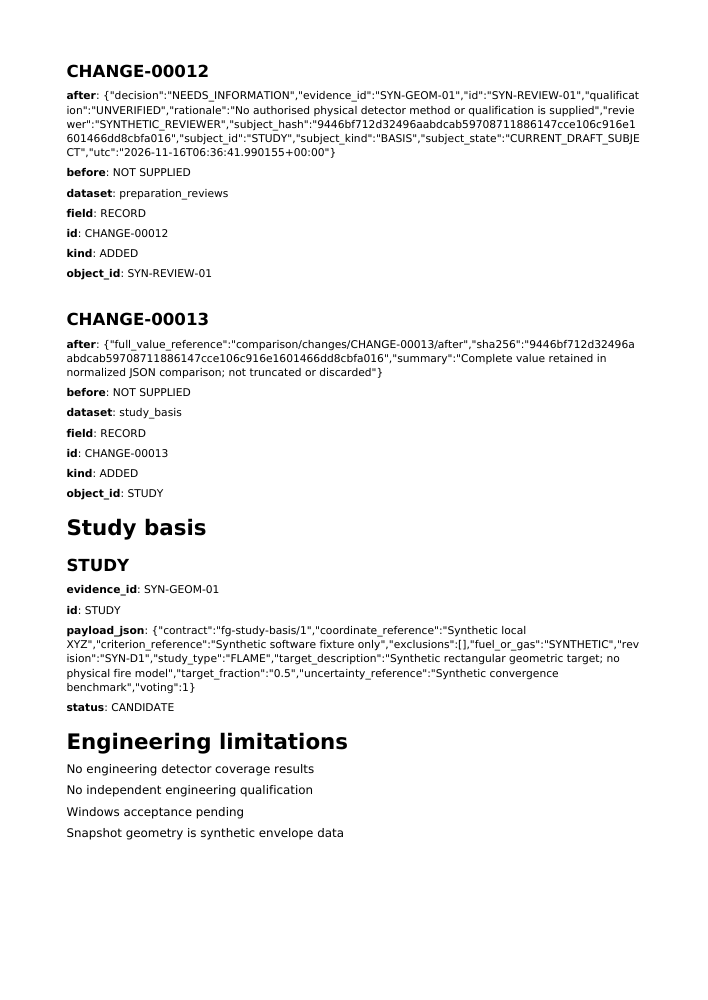 CHANGE-00012
after: {"decision":"NEEDS_INFORMATION","evidence_id":"SYN-GEOM-01","id":"SYN-REVIEW-01","qualificat
ion":"UNVERIFIED","rationale":"No authorised physical detector method or qualification is supplied","revie
wer":"SYNTHETIC_REVIEWER","subject_hash":"9446bf712d32496aabdcab59708711886147cce106c916e1
601466dd8cbfa016","subject_id":"STUDY","subject_kind":"BASIS","subject_state":"CURRENT_DRAFT_SUBJE
CT","utc":"2026-11-16T06:36:41.990155+00:00"}
before: NOT SUPPLIED
dataset: preparation_reviews
field: RECORD
id: CHANGE-00012
kind: ADDED
object_id: SYN-REVIEW-01
CHANGE-00013
after: {"full_value_reference":"comparison/changes/CHANGE-00013/after","sha256":"9446bf712d32496a
abdcab59708711886147cce106c916e1601466dd8cbfa016","summary":"Complete value retained in
normalized JSON comparison; not truncated or discarded"}
before: NOT SUPPLIED
dataset: study_basis
field: RECORD
id: CHANGE-00013
kind: ADDED
object_id: STUDY
Study basis
STUDY
evidence_id: SYN-GEOM-01
id: STUDY
payload_json: {"contract":"fg-study-basis/1","coordinate_reference":"Synthetic local
XYZ","criterion_reference":"Synthetic software fixture only","exclusions":[],"fuel_or_gas":"SYNTHETIC","rev
ision":"SYN-D1","study_type":"FLAME","target_description":"Synthetic rectangular geometric target; no
physical fire model","target_fraction":"0.5","uncertainty_reference":"Synthetic convergence
benchmark","voting":1}
status: CANDIDATE
Engineering limitations
No engineering detector coverage results
No independent engineering qualification
Windows acceptance pending
Snapshot geometry is synthetic envelope data